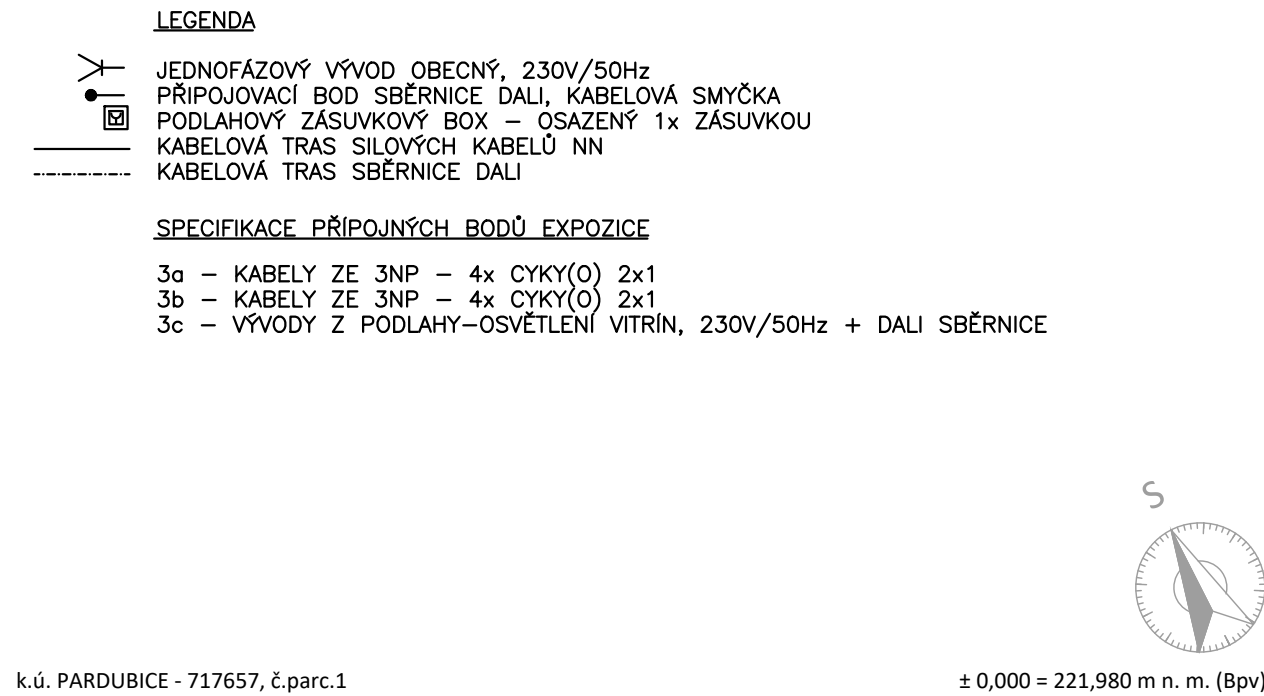 LEGENDA
JEDNOFÁZOVÝ VÝVOD OBECNÝ, 230V/50Hz
PŘIPOJOVACÍ BOD SBĚRNICE DALI, KABELOVÁ SMYČKA
PODLAHOVÝ ZÁSUVKOVÝ BOX – OSAZENÝ 1x ZÁSUVKOU
KABELOVÁ TRAS SILOVÝCH KABELŮ NN
KABELOVÁ TRAS SBĚRNICE DALI
SPECIFIKACE PŘÍPOJNÝCH BODŮ EXPOZICE
3a – KABELY ZE 3NP – 4x CYKY(O) 2x1
3b – KABELY ZE 3NP – 4x CYKY(O) 2x1
3c – VÝVODY Z PODLAHY–OSVĚTLENÍ VITRÍN, 230V/50Hz + DALI SBĚRNICE
S
k.ú. PARDUBICE - 717657, č.parc.1
± 0,000 = 221,980 m n. m. (Bpv)